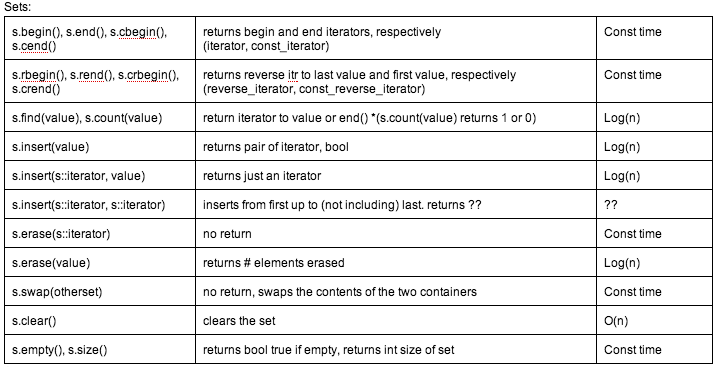 Sets:
s.begin(), s.end(), s.cbegin(), s.cend() returns begin and end iterators, respectively (iterator, const_iterator) Const time
s.rbegin(), s.rend(), s.crbegin(), s.crend() returns reverse itr to last value and first value, respectively (reverse_iterator, const_reverse_iterator) Const time
s.find(value), s.count(value) return iterator to value or end() *(s.count(value) returns 1 or 0) Log(n)
s.insert(value) returns pair of iterator, bool Log(n)
s.insert(s::iterator, value) returns just an iterator Log(n)
s.insert(s::iterator, s::iterator) inserts from first up to (not including) last. returns ?? ??
s.erase(s::iterator) no return Const time
s.erase(value) returns # elements erased Log(n)
s.swap(otherset) no return, swaps the contents of the two containers Const time
s.clear() clears the set O(n)
s.empty(), s.size() returns bool true if empty, returns int size of set Const time